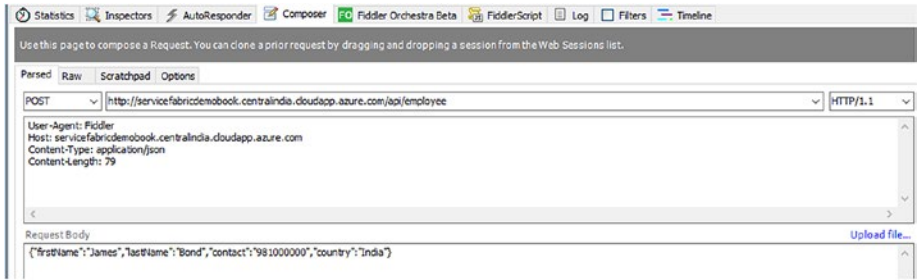 Statistics Inspectors AutoResponder Composer FO Fiddler Orchestra Beta FiddlerScript Log Filters Timeline
Use this page to compose a Request. You can clone a prior request by dragging and dropping a session from the Web Sessions list.
Parsed Raw Scratchpad Options
POST http://servicefabricdemobook.centralindia.cloudapp.azure.com/api/employee HTTP/1.1
User-Agent: Fiddler
Host: servicefabricdemobook.centralindia.cloudapp.azure.com
Content-Type: application/json
Content-Length: 79
Request Body Upload file...
{"firstName":"James","lastName":"Bond","contact":"981000000","country":"India"}